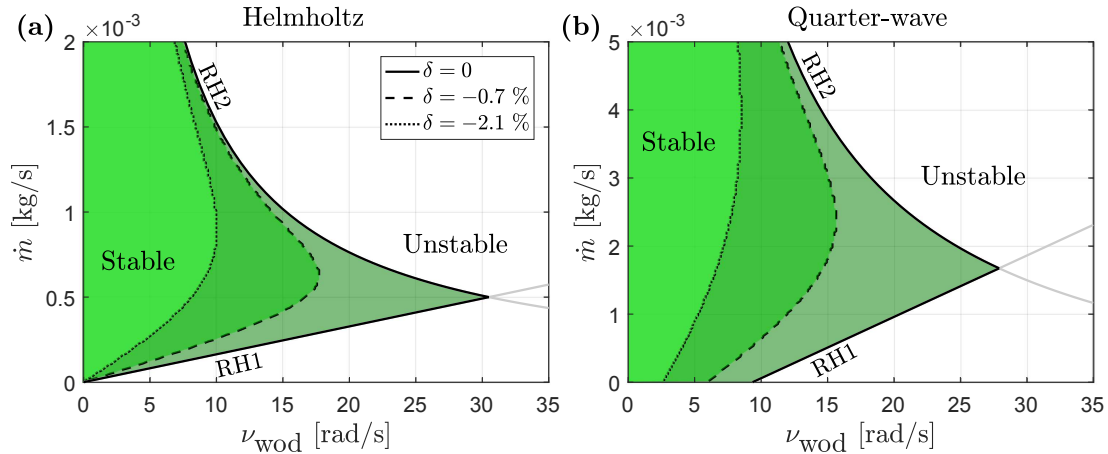 Helmholtz
(a)
×10⁻³
2
1.5
1
0.5
0
0 5 10 15 20 25 30 35
ṁ [kg/s]
ν_wod [rad/s]
RH2
RH1
Stable
Unstable
δ = 0
δ = −0.7 %
δ = −2.1 %
Quarter-wave
(b)
×10⁻³
5
4
3
2
1
0
0 5 10 15 20 25 30 35
ṁ [kg/s]
ν_wod [rad/s]
RH2
RH1
Stable
Unstable